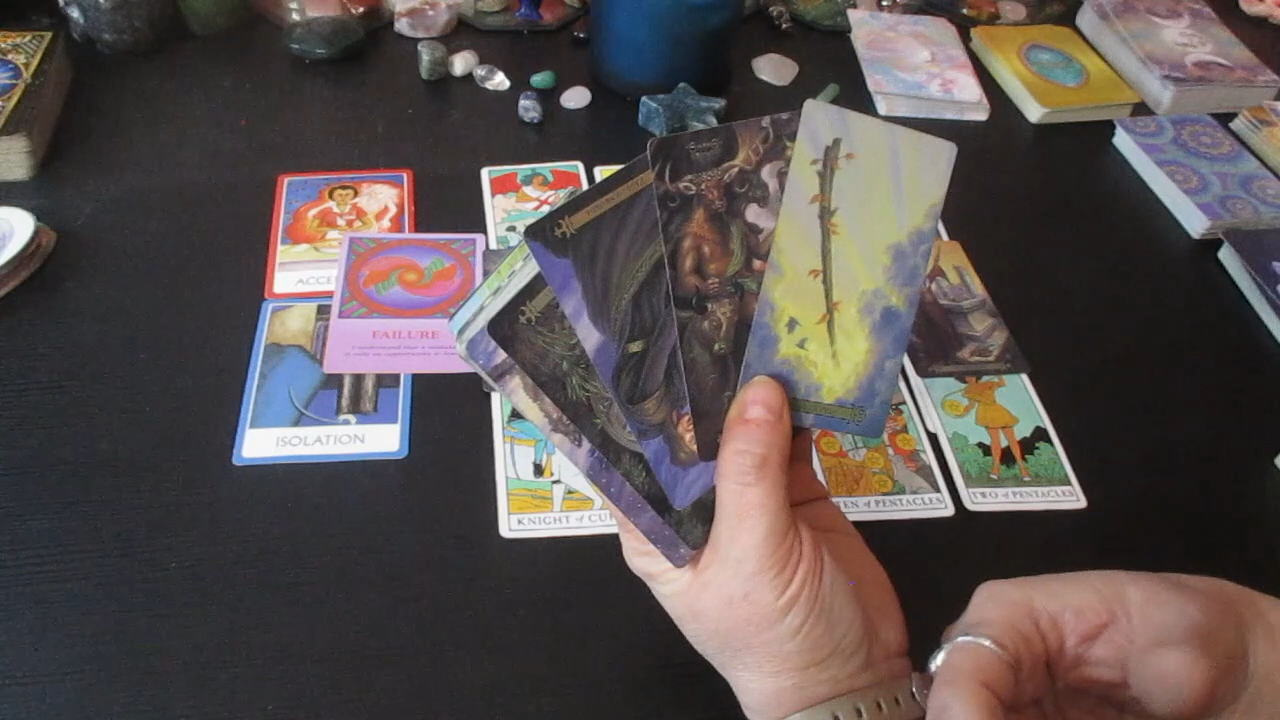 ACCE
FAILURE
I understand that a mistake
is only an opportunity to learn
ISOLATION
KNIGHT of CUP
EN of PENTACLES
TWO of PENTACLES